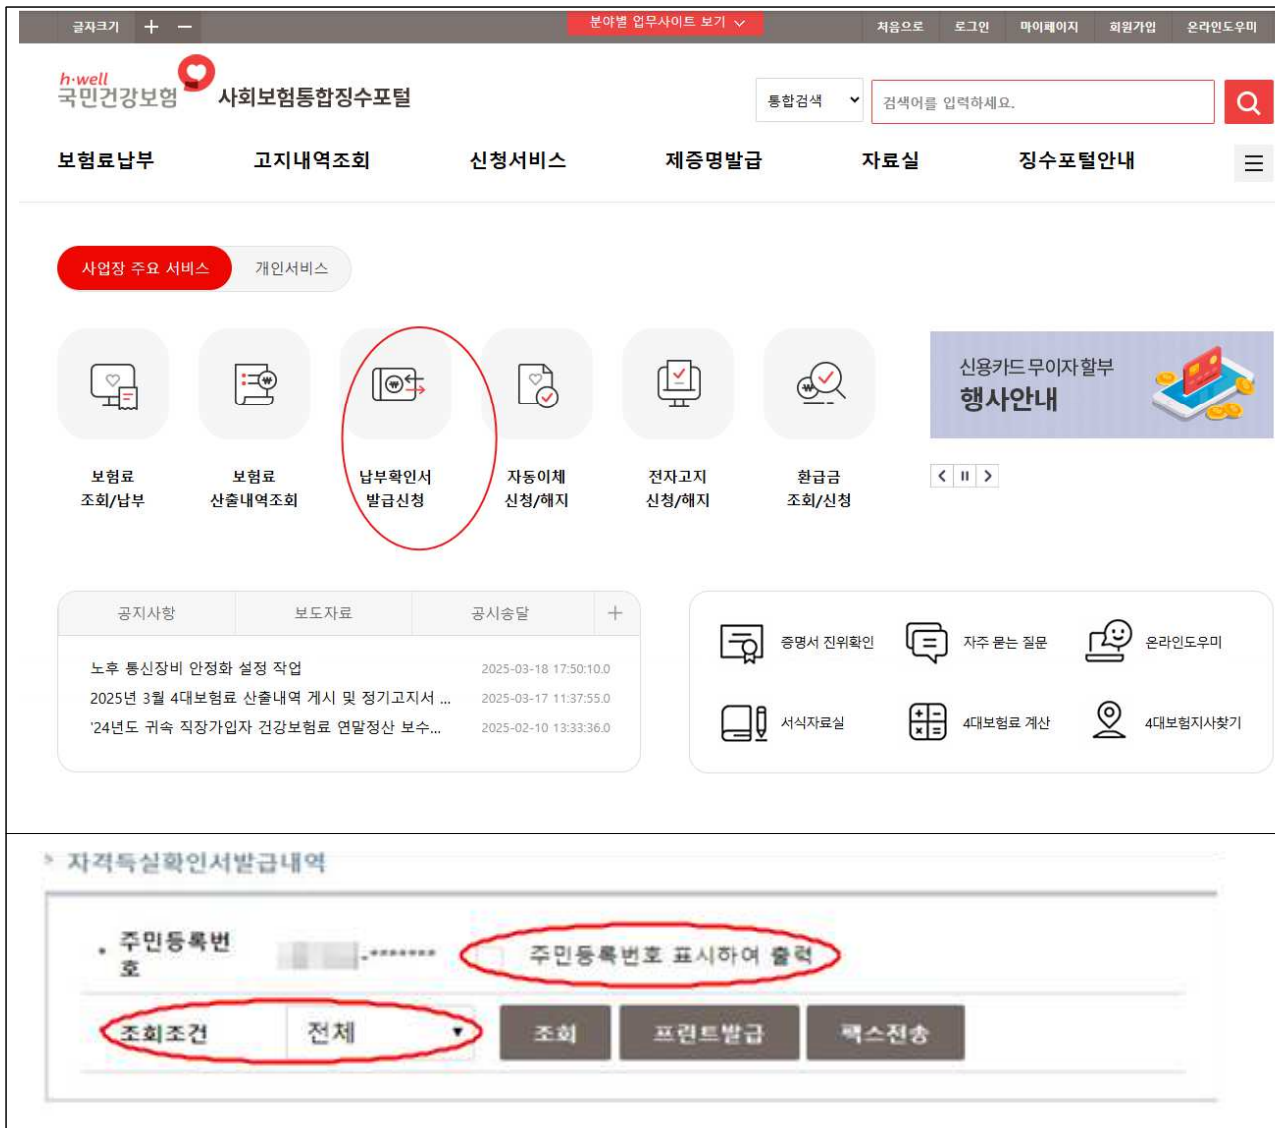 글자크기 + −
분야별 업무사이트 보기
처음으로 로그인 마이페이지 회원가입 온라인도우미
h·well
국민건강보험 사회보험통합징수포털
통합검색 검색어를 입력하세요.
보험료납부 고지내역조회 신청서비스 제증명발급 자료실 징수포털안내
사업장 주요 서비스 개인서비스
보험료
조회/납부
보험료
산출내역조회
납부확인서
발급신청
자동이체
신청/해지
전자고지
신청/해지
환급금
조회/신청
신용카드 무이자할부
행사안내
공지사항 보도자료 공시송달 +
노후 통신장비 안정화 설정 작업 2025-03-18 17:50:10.0
2025년 3월 4대보험료 산출내역 게시 및 정기고지서 ... 2025-03-17 11:37:55.0
'24년도 귀속 직장가입자 건강보험료 연말정산 보수... 2025-02-10 13:33:36.0
증명서 진위확인 자주 묻는 질문 온라인도우미
서식자료실 4대보험료 계산 4대보험지사찾기
자격득실확인서발급내역
주민등록번
호
-******* 주민등록번호 표시하여 출력
조회조건 전체 조회 프린트발급 팩스전송